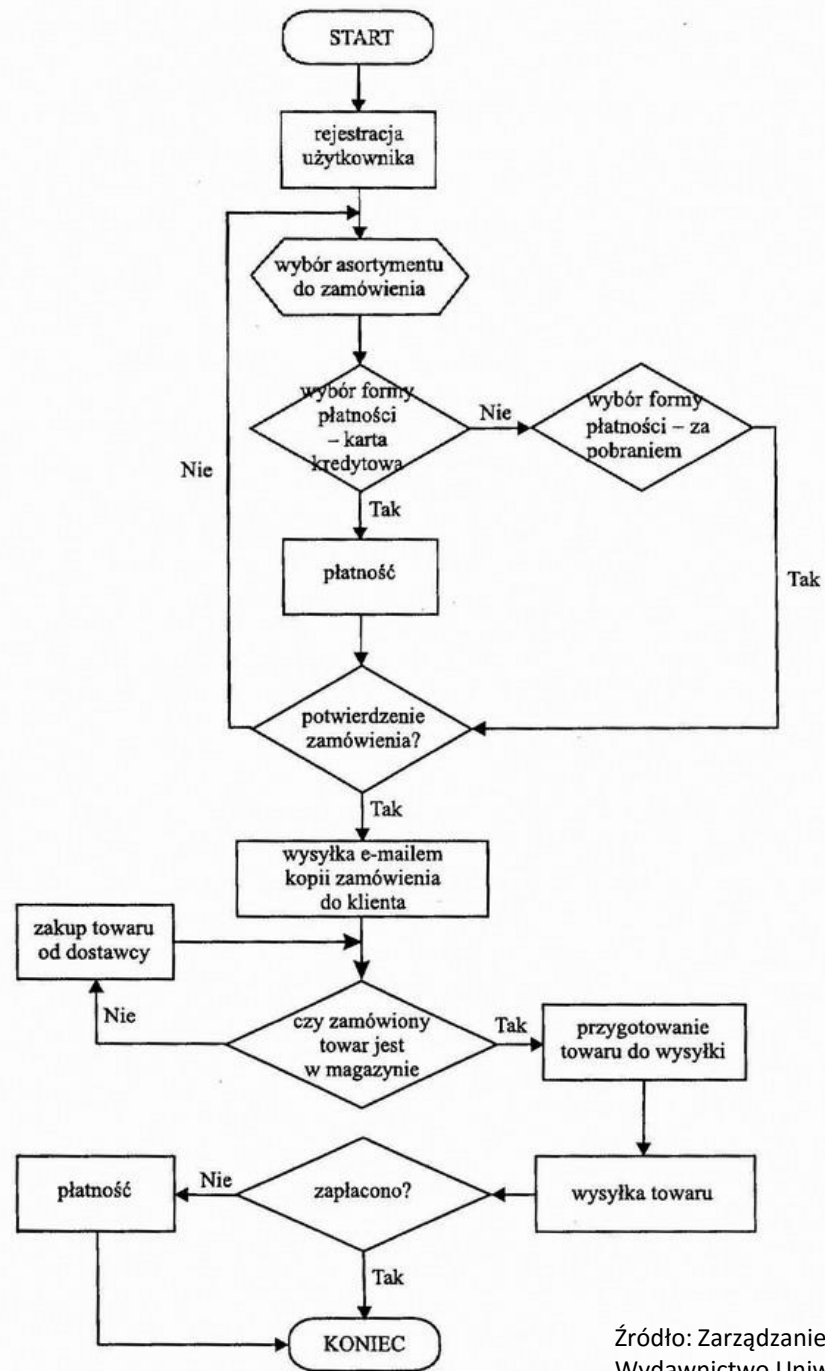 START
rejestracja
użytkownika
wybór asortymentu
do zamówienia
wybór formy
płatności
– karta
kredytowa
Nie
wybór formy
płatności – za
pobraniem
Nie
Tak
Tak
płatność
potwierdzenie
zamówienia?
Tak
wysyłka e-mailem
kopii zamówienia
do klienta
zakup towaru
od dostawcy
Nie
czy zamówiony
towar jest
w magazynie
Tak
przygotowanie
towaru do wysyłki
płatność
Nie
zapłacono?
wysyłka towaru
Tak
KONIEC
Źródło: Zarządzanie